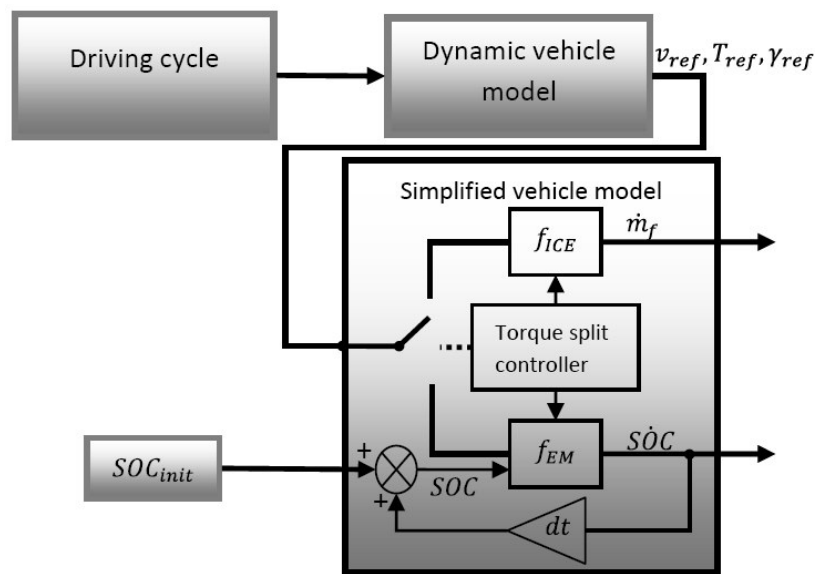 Driving cycle
Dynamic vehicle
model
v_ref, T_ref, γ_ref
Simplified vehicle model
f_ICE
ṁ_f
Torque split
controller
SOC_init
+
SOC
f_EM
SȮC
+
dt